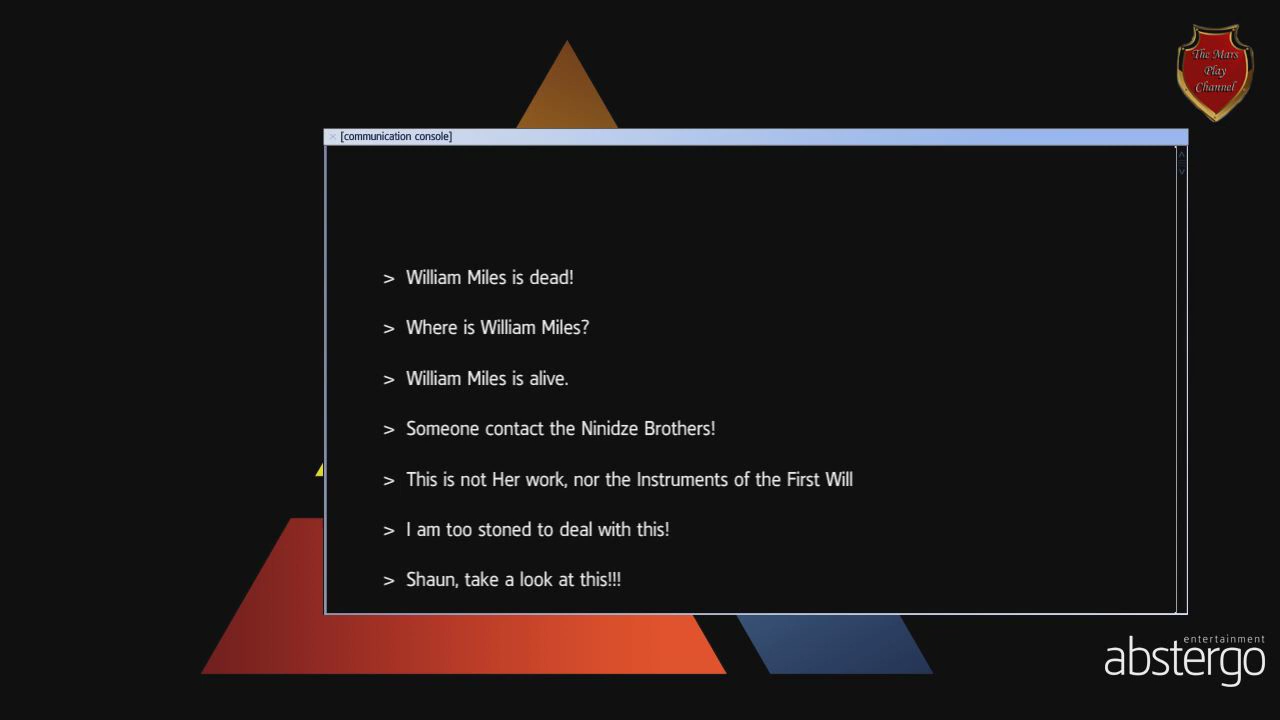 The Mars
Play
Channel
× [communication console]
> William Miles is dead!
> Where is William Miles?
> William Miles is alive.
> Someone contact the Ninidze Brothers!
> This is not Her work, nor the Instruments of the First Will
> I am too stoned to deal with this!
> Shaun, take a look at this!!!
entertainment
abstergo